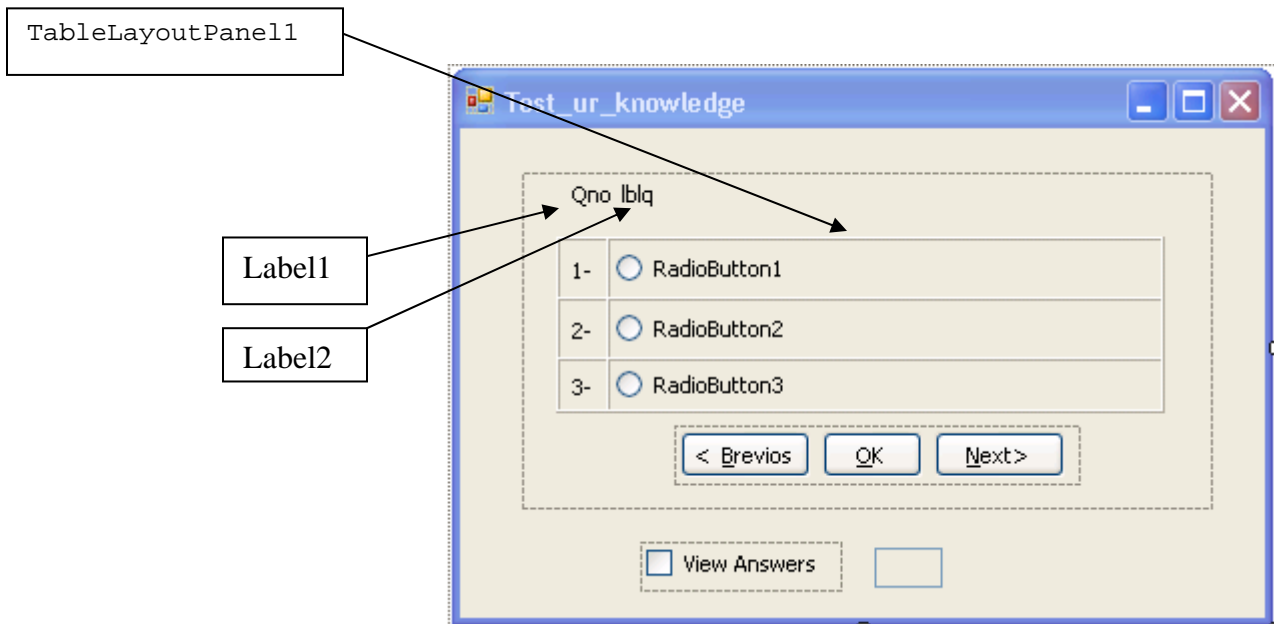 TableLayoutPanel1
Test_ur_knowledge
Qno lblq
Label1
1- RadioButton1
Label2
2- RadioButton2
3- RadioButton3
< Brevios OK Next>
View Answers